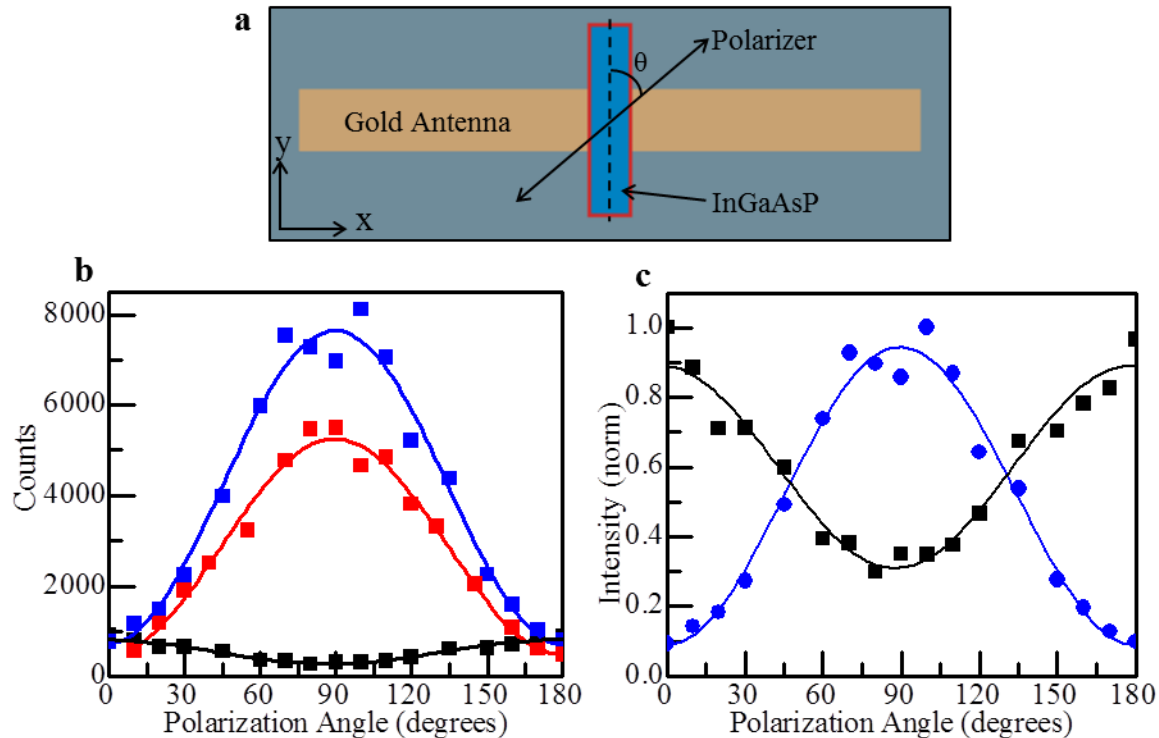 a
Polarizer
θ
Gold Antenna
y
x
InGaAsP
b
8000
6000
4000
2000
0
Counts
0 30 60 90 120 150 180
Polarization Angle (degrees)
c
1.0
0.8
0.6
0.4
0.2
0.0
Intensity (norm)
0 30 60 90 120 150 180
Polarization Angle (degrees)